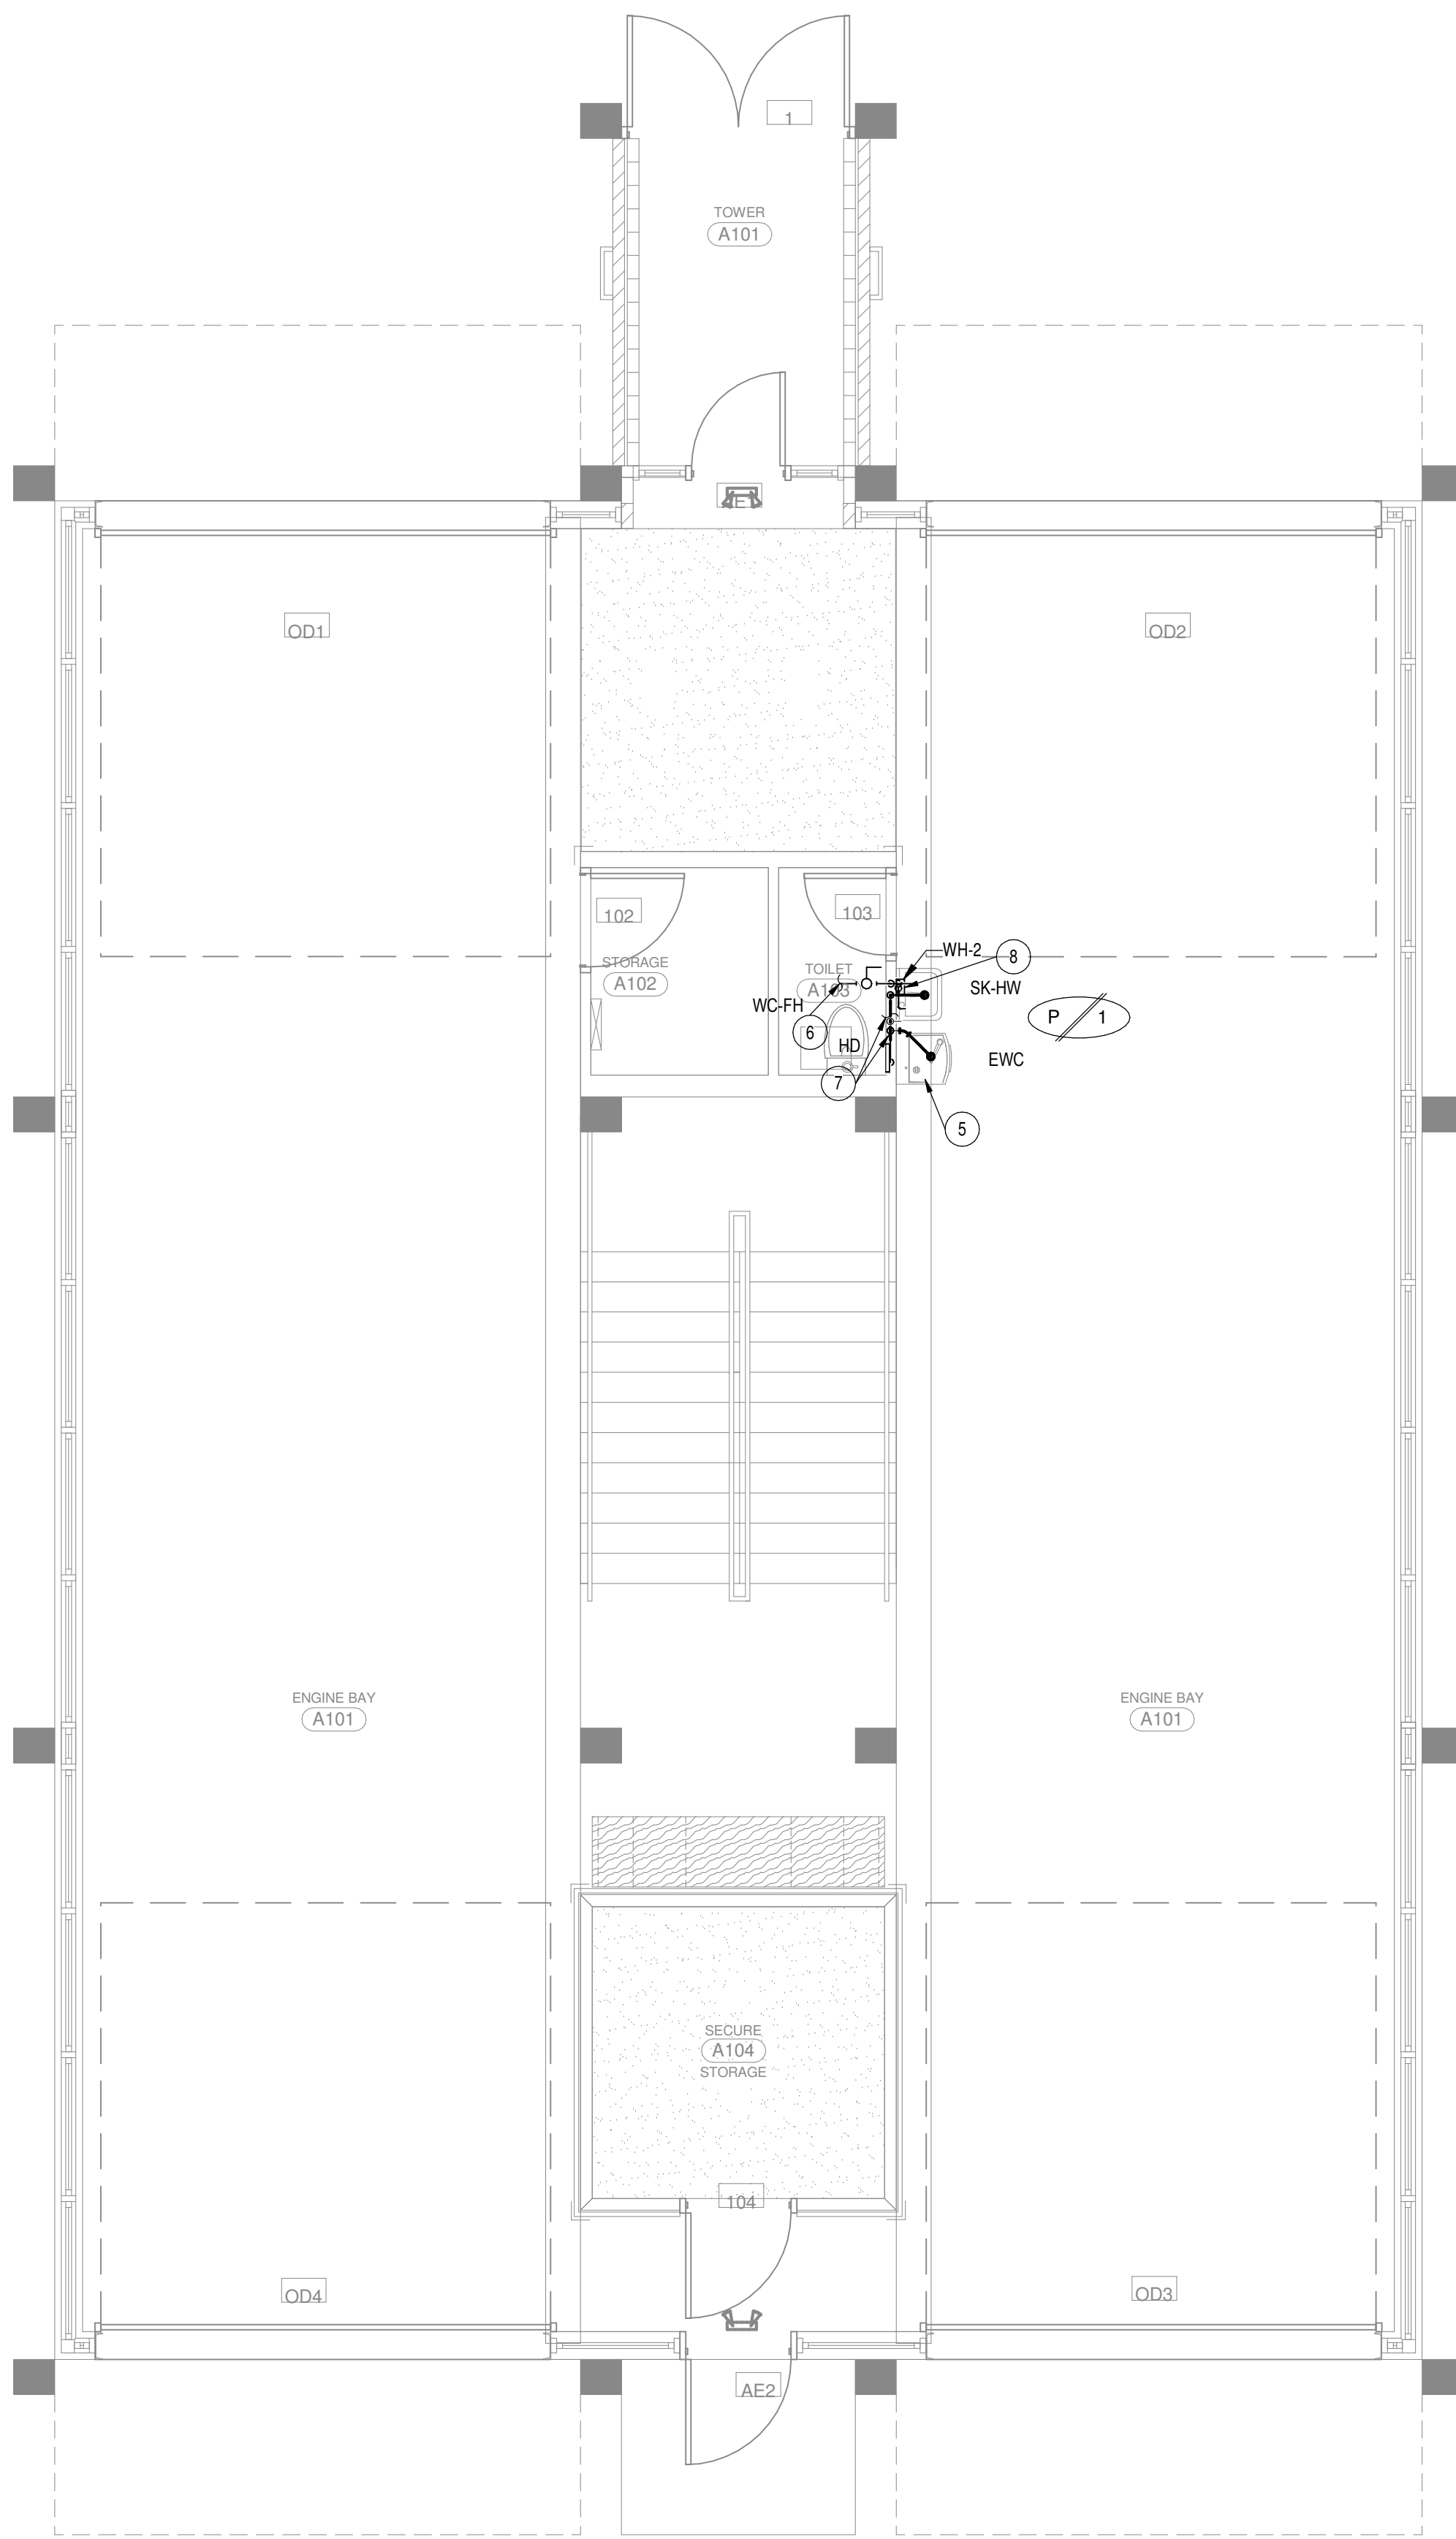 1
TOWER
A101
OD1
OD2
102
103
STORAGE
A102
TOILET
A103
WH-2
8
SK-HW
WC-FH
6
P 1
HD
EWC
7
5
ENGINE BAY
A101
ENGINE BAY
A101
SECURE
A104
STORAGE
104
OD4
OD3
AE2